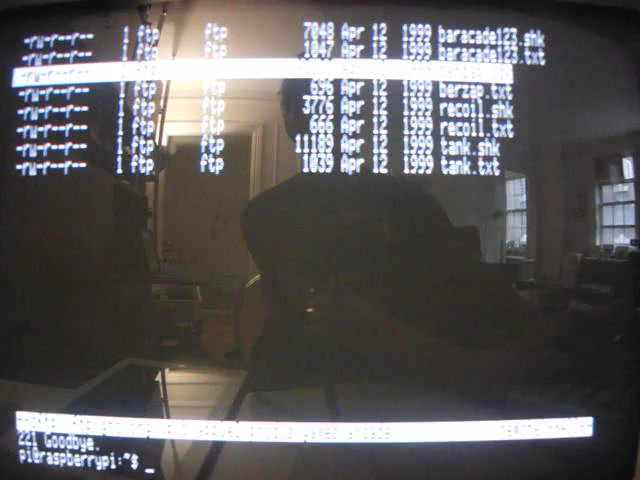 -rw-r--r-- 1 ftp ftp 7048 Apr 12 1999 baracade123.shk
-rw-r--r-- 1 ftp ftp 1047 Apr 12 1999 baracade123.txt
-rw-r--r--
-rw-r--r-- 1 ftp ftp 696 Apr 12 1999 berzap.txt
-rw-r--r-- 1 ftp ftp 3776 Apr 12 1999 recoil.shk
-rw-r--r-- 1 ftp ftp 666 Apr 12 1999 recoil.txt
-rw-r--r-- 1 ftp ftp 11189 Apr 12 1999 tank.shk
-rw-r--r-- 1 ftp ftp 1039 Apr 12 1999 tank.txt
221 Goodbye.
pi@raspberrypi:~$ _